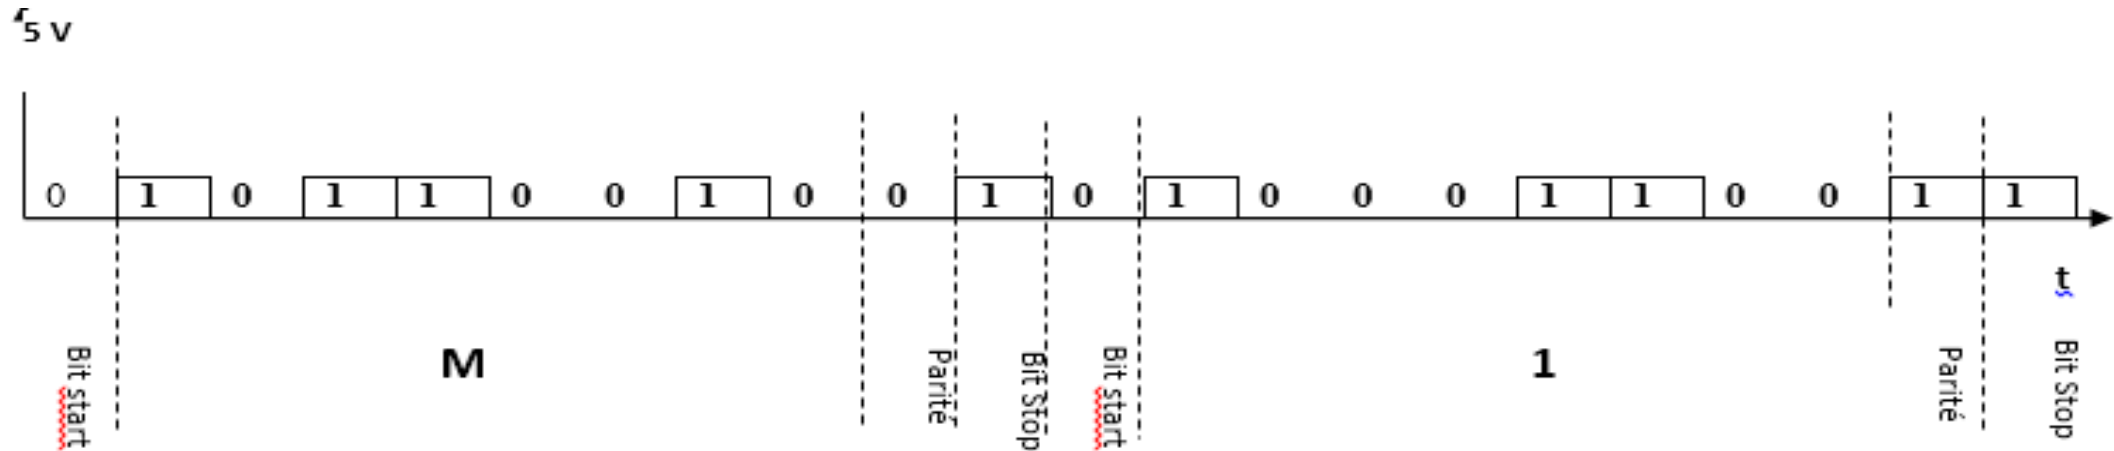 5 v
0 1 0 1 1 0 0 1 0 0 1 0 1 0 0 0 1 1 0 0 1 1
t
Bit start
M
Parité
Bit Stop
Bit start
1
Parité
Bit Stop